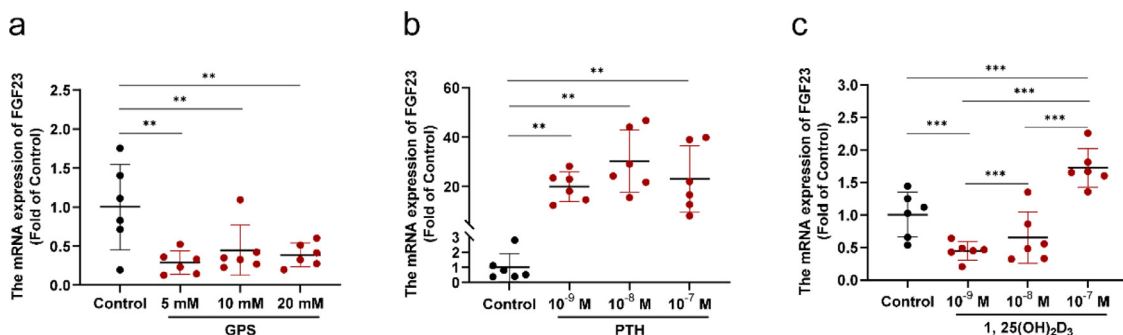 a
The mRNA expression of FGF23
(Fold of Control)
2.5
2.0
1.5
1.0
0.5
0.0
**
**
**
Control
5 mM
10 mM
20 mM
GPS
b
The mRNA expression of FGF23
(Fold of Control)
60
40
20
3
2
1
0
**
**
**
Control
10⁻⁹ M
10⁻⁸ M
10⁻⁷ M
PTH
c
The mRNA expression of FGF23
(Fold of Control)
3.0
2.5
2.0
1.5
1.0
0.5
0.0
***
***
***
***
***
Control
10⁻⁹ M
10⁻⁸ M
10⁻⁷ M
1, 25(OH)₂D₃